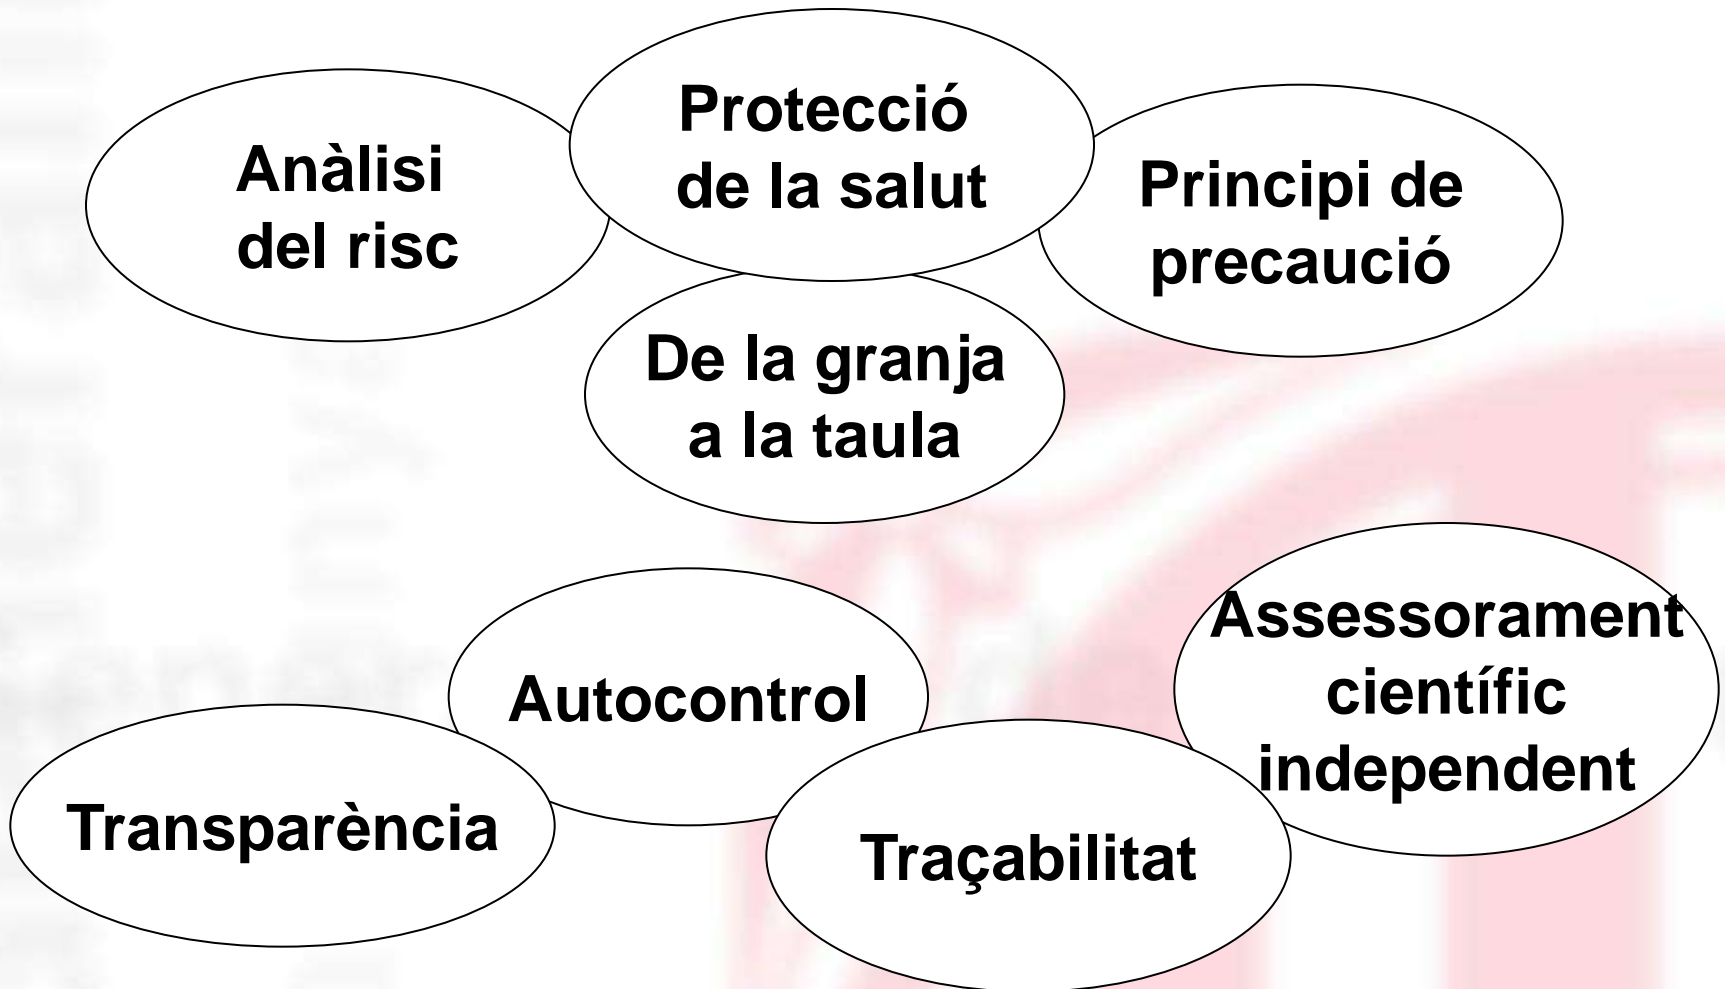 Anàlisi
del risc
Protecció
de la salut
Principi de
precaució
De la granja
a la taula
Assessorament
científic
independent
Autocontrol
Transparència
Traçabilitat